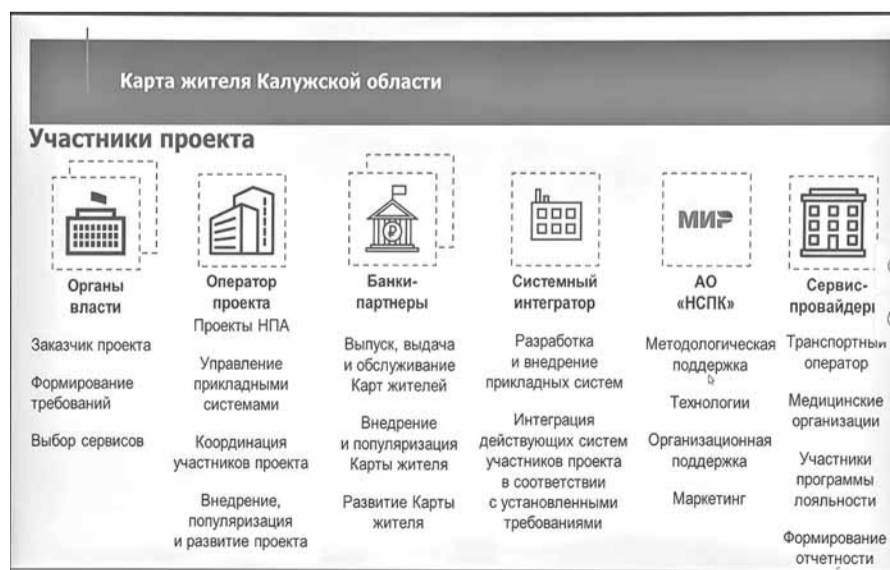 Карта жителя Калужской области
Участники проекта
Органы
власти
Заказчик проекта
Формирование
требований
Выбор сервисов
Оператор
проекта
Проекты НПА
Управление
прикладными
системами
Координация
участников проекта
Внедрение,
популяризация
и развитие проекта
₽
Банки-
партнеры
Выпуск, выдача
и обслуживание
Карт жителей
Внедрение
и популяризация
Карты жителя
Развитие Карты
жителя
Системный
интегратор
Разработка
и внедрение
прикладных систем
Интеграция
действующих систем
участников проекта
в соответствии
с установленными
требованиями
МИР
АО
«НСПК»
Методологическая
поддержка
Технологии
Организационная
поддержка
Маркетинг
Сервис-
провайдеры
Транспортный
оператор
Медицинские
организации
Участники
программы
лояльности
Формирование
отчетности